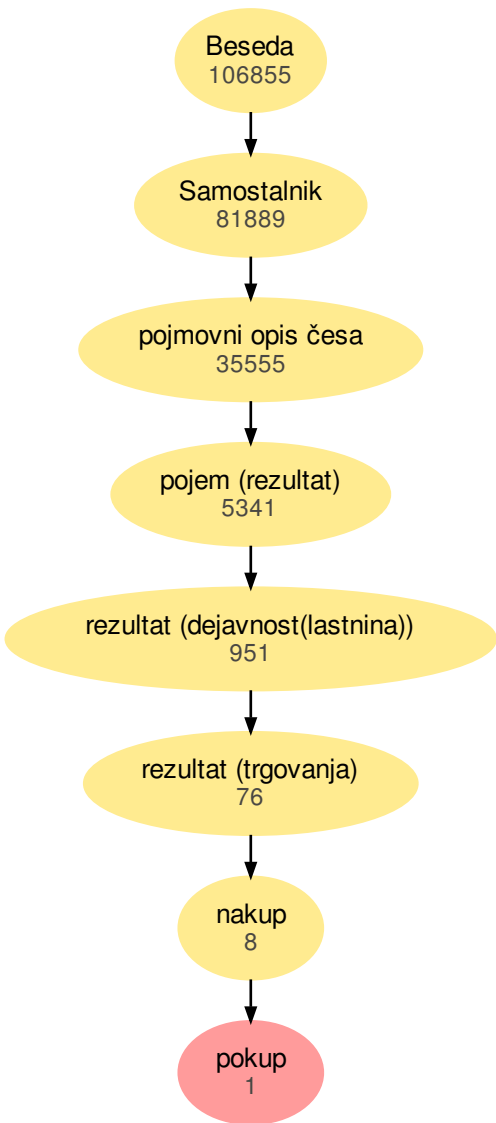 Beseda
106855
Samostalnik
81889
pojmovni opis česa
35555
pojem (rezultat)
5341
rezultat (dejavnost(lastnina))
951
rezultat (trgovanja)
76
nakup
8
pokup
1